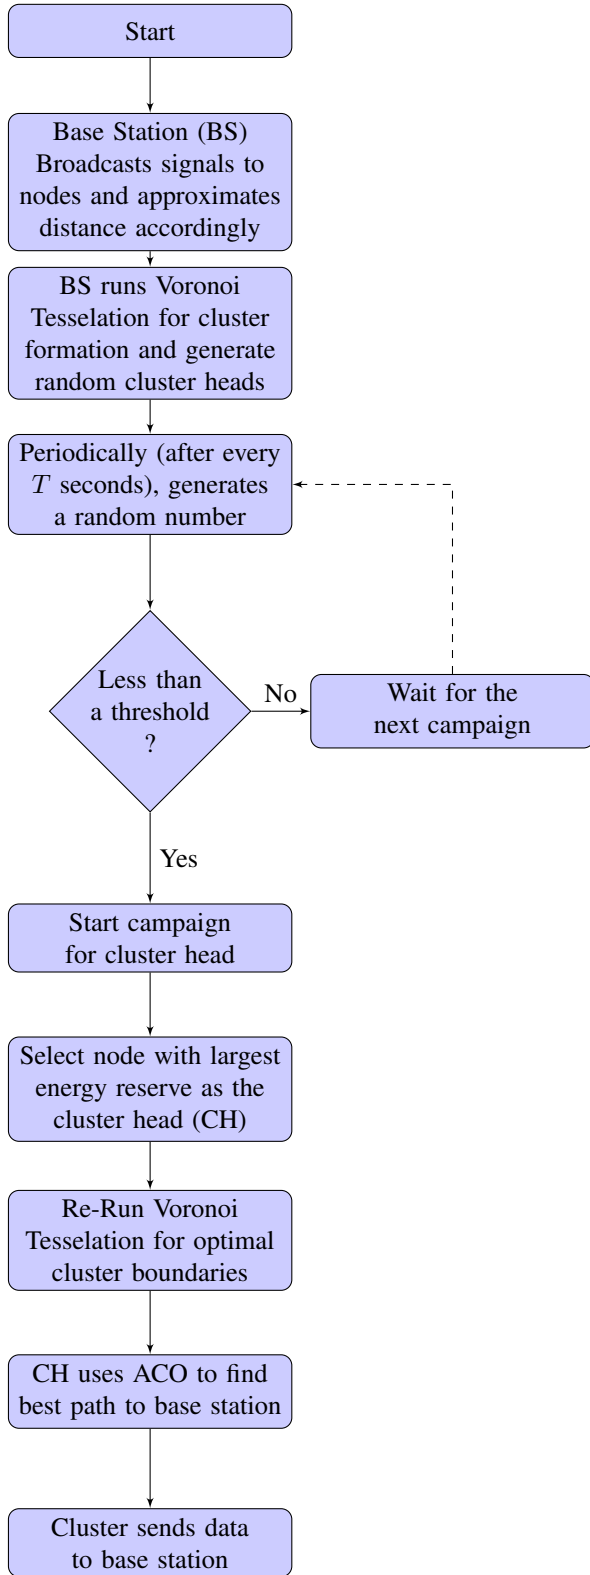 Start
Base Station (BS)
Broadcasts signals to
nodes and approximates
distance accordingly
BS runs Voronoi
Tesselation for cluster
formation and generate
random cluster heads
Periodically (after every
T seconds), generates
a random number
Less than
a threshold
?
No
Wait for the
next campaign
Yes
Start campaign
for cluster head
Select node with largest
energy reserve as the
cluster head (CH)
Re-Run Voronoi
Tesselation for optimal
cluster boundaries
CH uses ACO to find
best path to base station
Cluster sends data
to base station